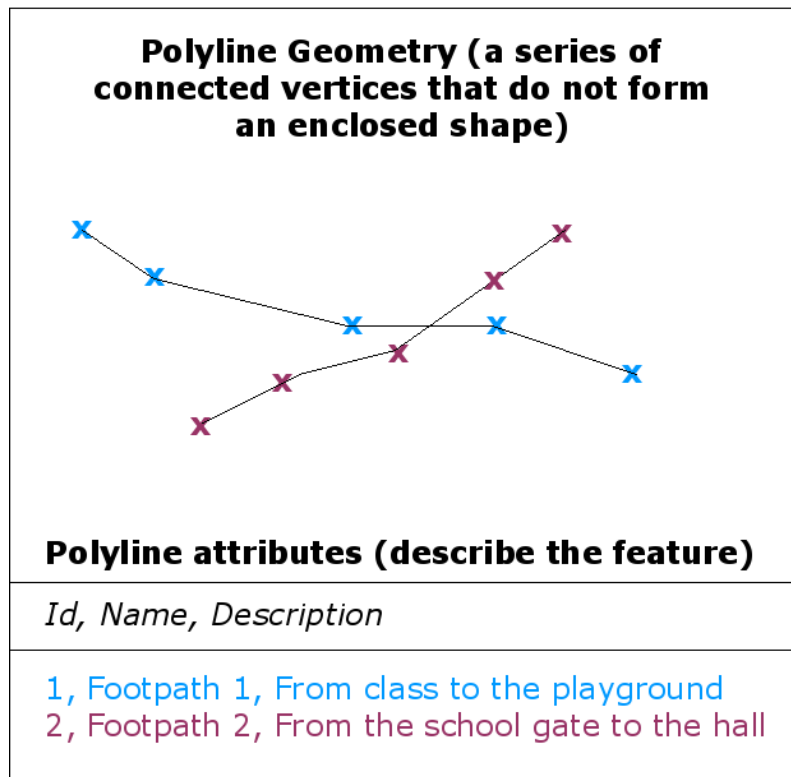 Polyline Geometry (a series of
connected vertices that do not form
an enclosed shape)
x x x x x
x x x x x
Polyline attributes (describe the feature)
Id, Name, Description
1, Footpath 1, From class to the playground
2, Footpath 2, From the school gate to the hall